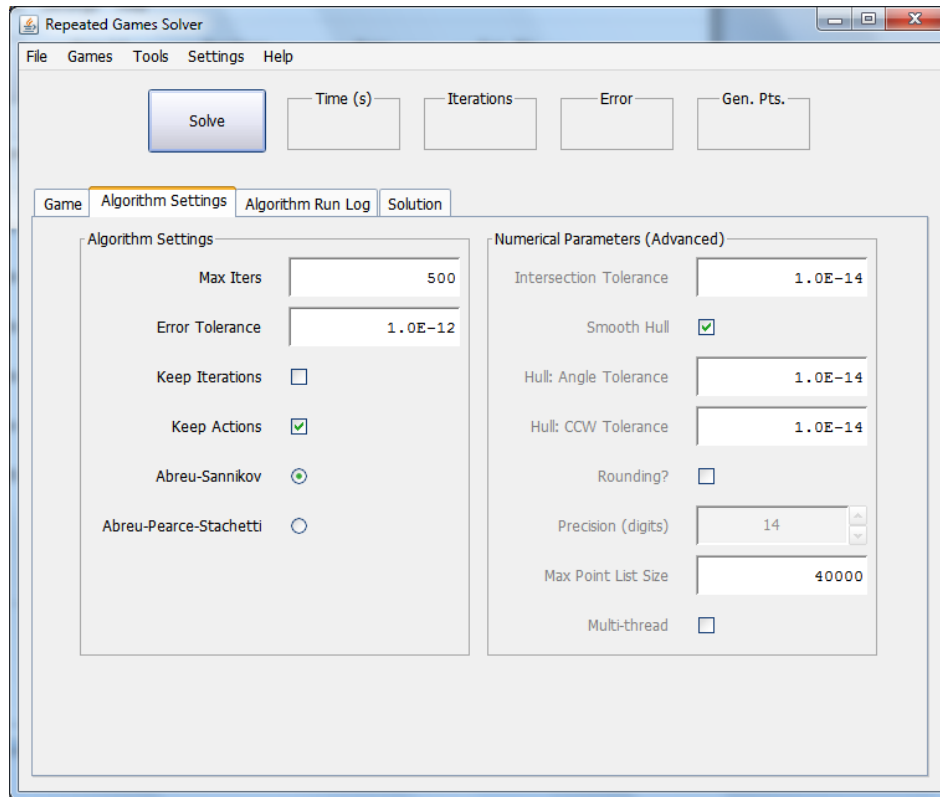 Repeated Games Solver
File Games Tools Settings Help
Solve
Time (s)
Iterations
Error
Gen. Pts.
Game
Algorithm Settings
Algorithm Run Log
Solution
Algorithm Settings
Max Iters 500
Error Tolerance 1.0E-12
Keep Iterations
Keep Actions
Abreu-Sannikov
Abreu-Pearce-Stachetti
Numerical Parameters (Advanced)
Intersection Tolerance 1.0E-14
Smooth Hull
Hull: Angle Tolerance 1.0E-14
Hull: CCW Tolerance 1.0E-14
Rounding?
Precision (digits) 14
Max Point List Size 40000
Multi-thread